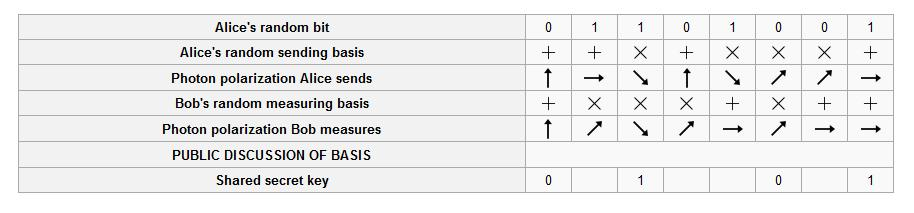 Alice's random bit 0 1 1 0 1 0 0 1
Alice's random sending basis + + × + × × × +
Photon polarization Alice sends ↑ → ↘ ↑ ↘ ↗ ↗ →
Bob's random measuring basis + × × × + × + +
Photon polarization Bob measures ↑ ↗ ↘ ↗ → ↗ → →
PUBLIC DISCUSSION OF BASIS
Shared secret key 0 1 0 1